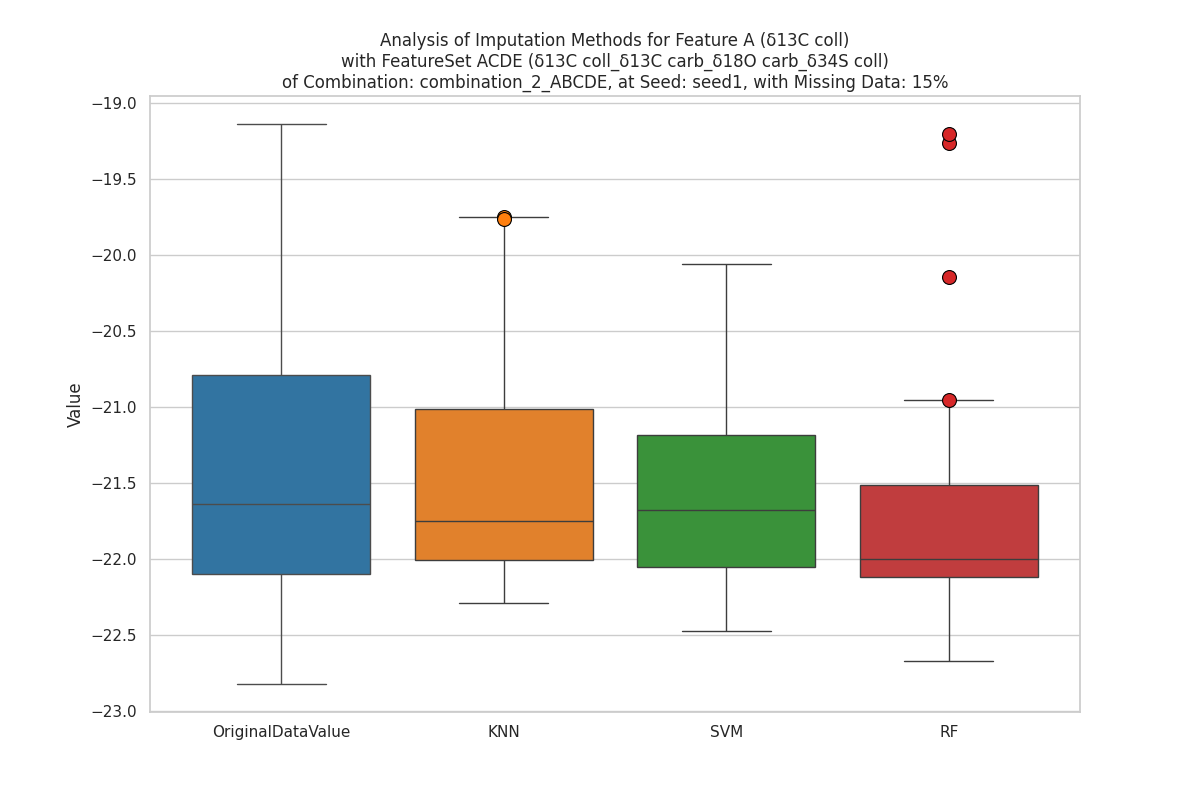 Analysis of Imputation Methods for Feature A (δ13C coll)
with FeatureSet ACDE (δ13C coll_δ13C carb_δ18O carb_δ34S coll)
of Combination: combination_2_ABCDE, at Seed: seed1, with Missing Data: 15%
−19.0
−19.5
−20.0
−20.5
−21.0
−21.5
−22.0
−22.5
−23.0
Value
OriginalDataValue
KNN
SVM
RF